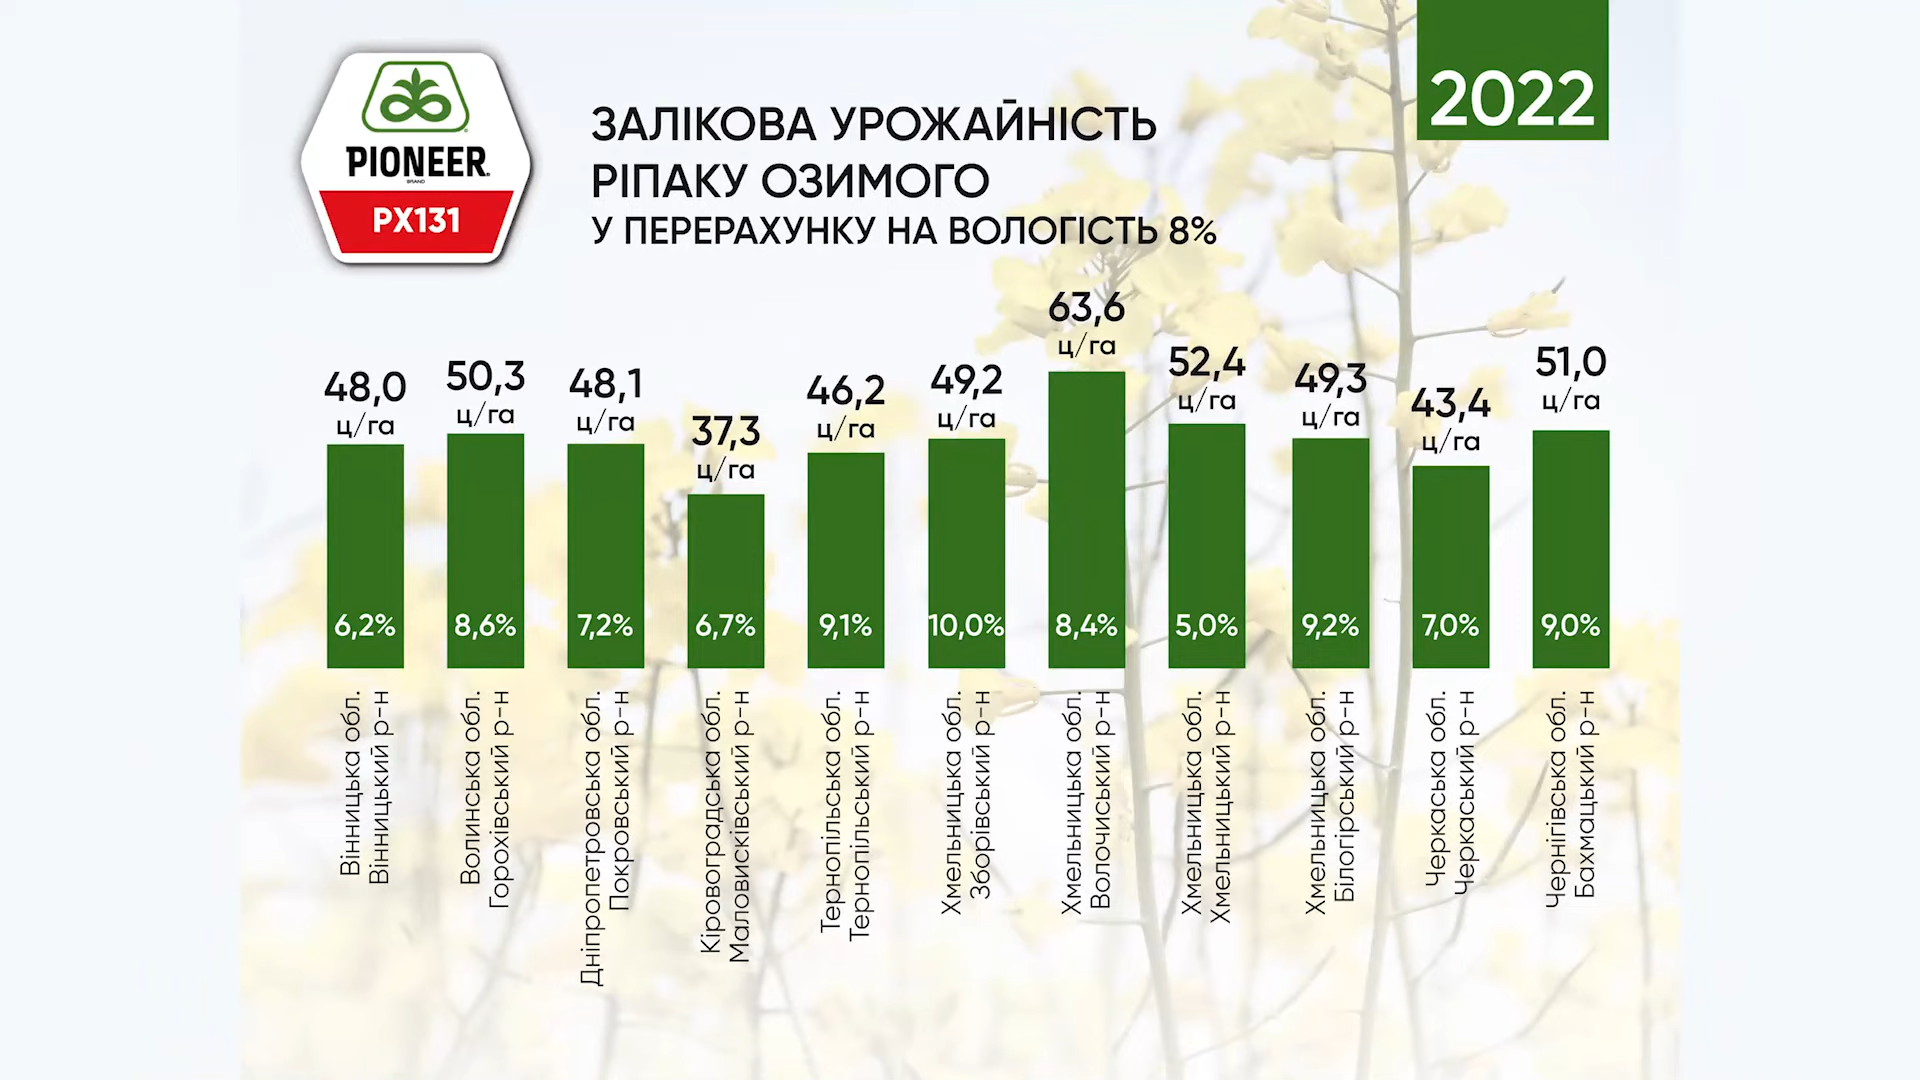 PIONEER
BRAND
PX131
ЗАЛІКОВА УРОЖАЙНІСТЬ
РІПАКУ ОЗИМОГО
У ПЕРЕРАХУНКУ НА ВОЛОГІСТЬ 8%
2022
48,0
ц/га
50,3
ц/га
48,1
ц/га
37,3
ц/га
46,2
ц/га
49,2
ц/га
63,6
ц/га
52,4
ц/га
49,3
ц/га
43,4
ц/га
51,0
ц/га
6,2%
8,6%
7,2%
6,7%
9,1%
10,0%
8,4%
5,0%
9,2%
7,0%
9,0%
Вінницька обл.
Вінницький р-н
Волинська обл.
Горохівський р-н
Дніпропетровська обл.
Покровський р-н
Кіровоградська обл.
Маловисківський р-н
Тернопільська обл.
Тернопільський р-н
Хмельницька обл.
Зборівський р-н
Хмельницька обл.
Волочиський р-н
Хмельницька обл.
Хмельницький р-н
Хмельницька обл.
Білогірський р-н
Черкаська обл.
Черкаський р-н
Чернігівська обл.
Бахмацький р-н